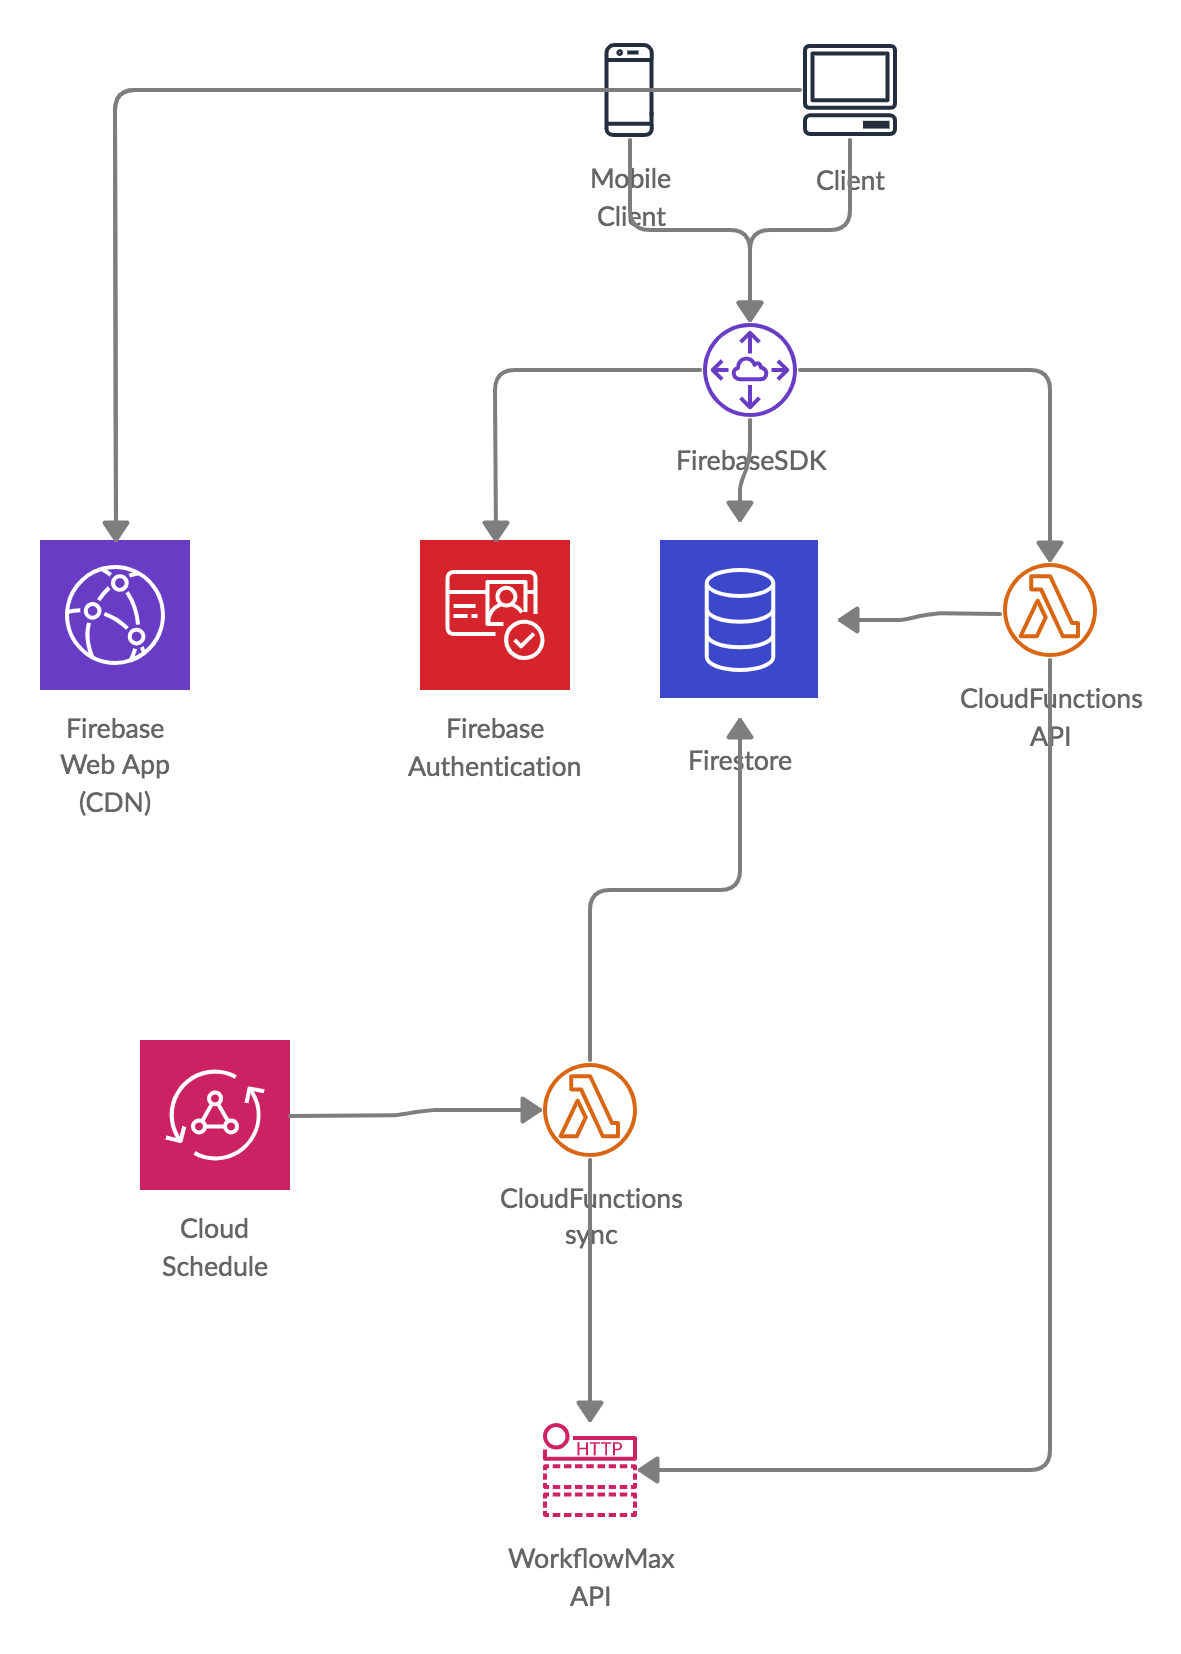 Mobile
Client
Client
FirebaseSDK
Firebase
Web App
(CDN)
Firebase
Authentication
Firestore
CloudFunctions
API
Cloud
Schedule
CloudFunctions
sync
HTTP
WorkflowMax
API